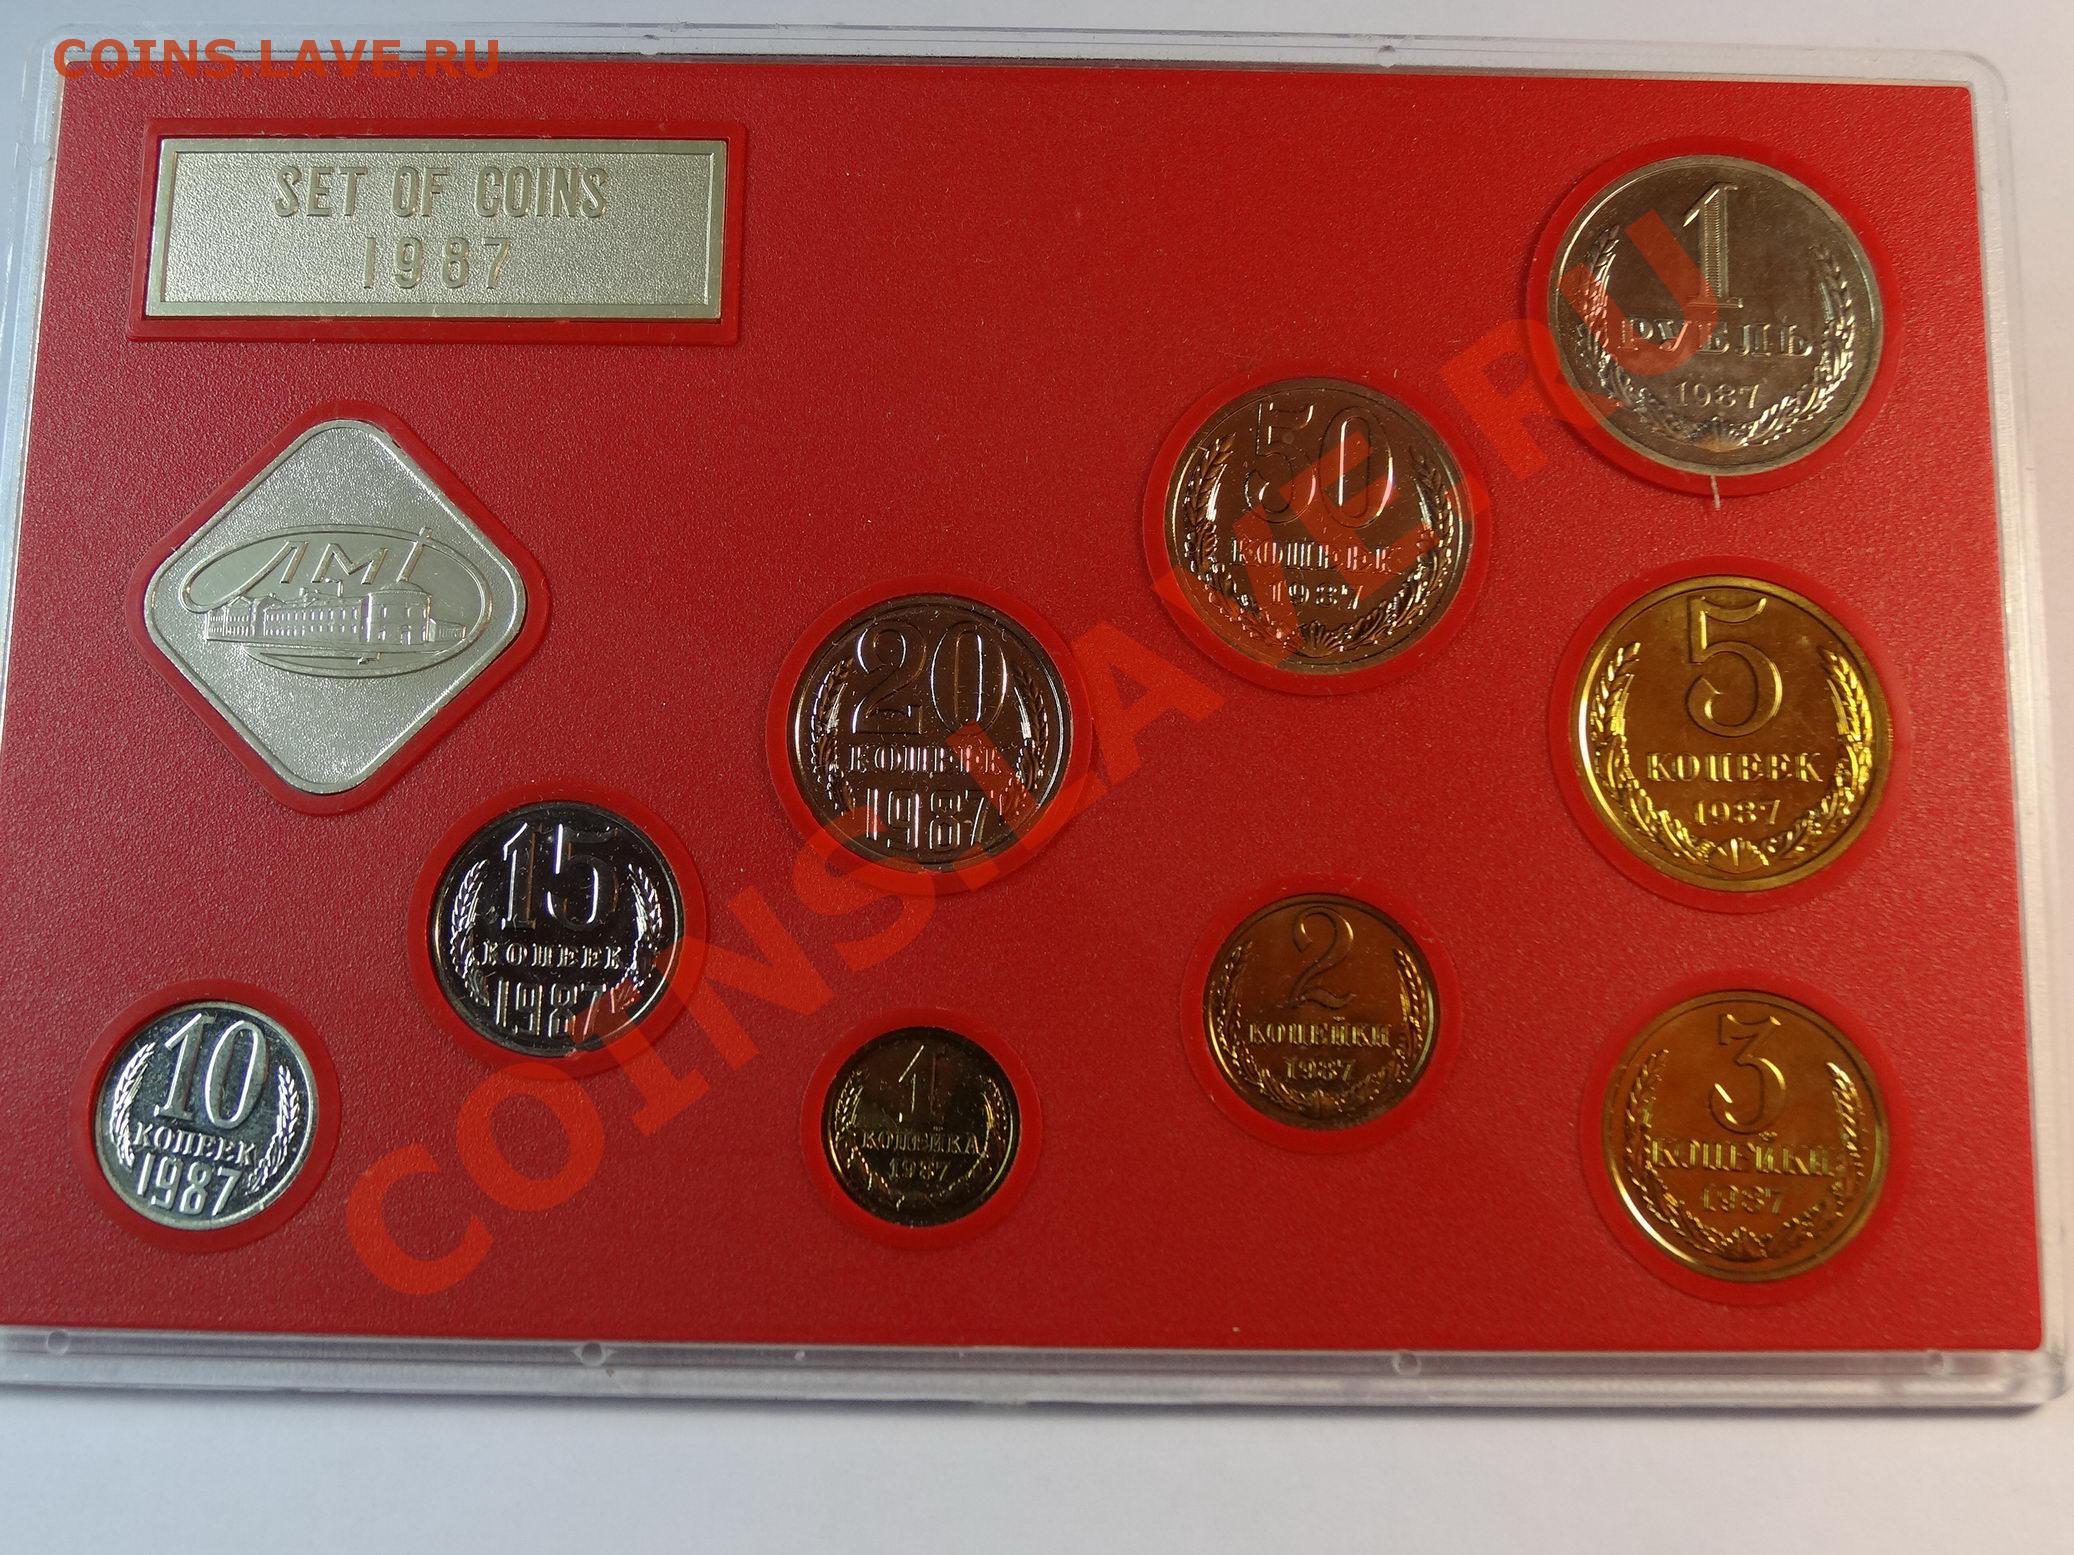 COINS.LAVE.RU
SET OF COINS
1987
1
РУБЛЬ
1987
50
КОПЕЕК
1987
ЛМД
20
КОПЕЕК
1987
5
КОПЕЕК
1987
15
КОПЕЕК
1987
2
КОПЕЙКИ
1987
10
КОПЕЕК
1987
1
КОПЕЙКА
1987
3
КОПЕЙКИ
1987
COINS.LAVE.RU